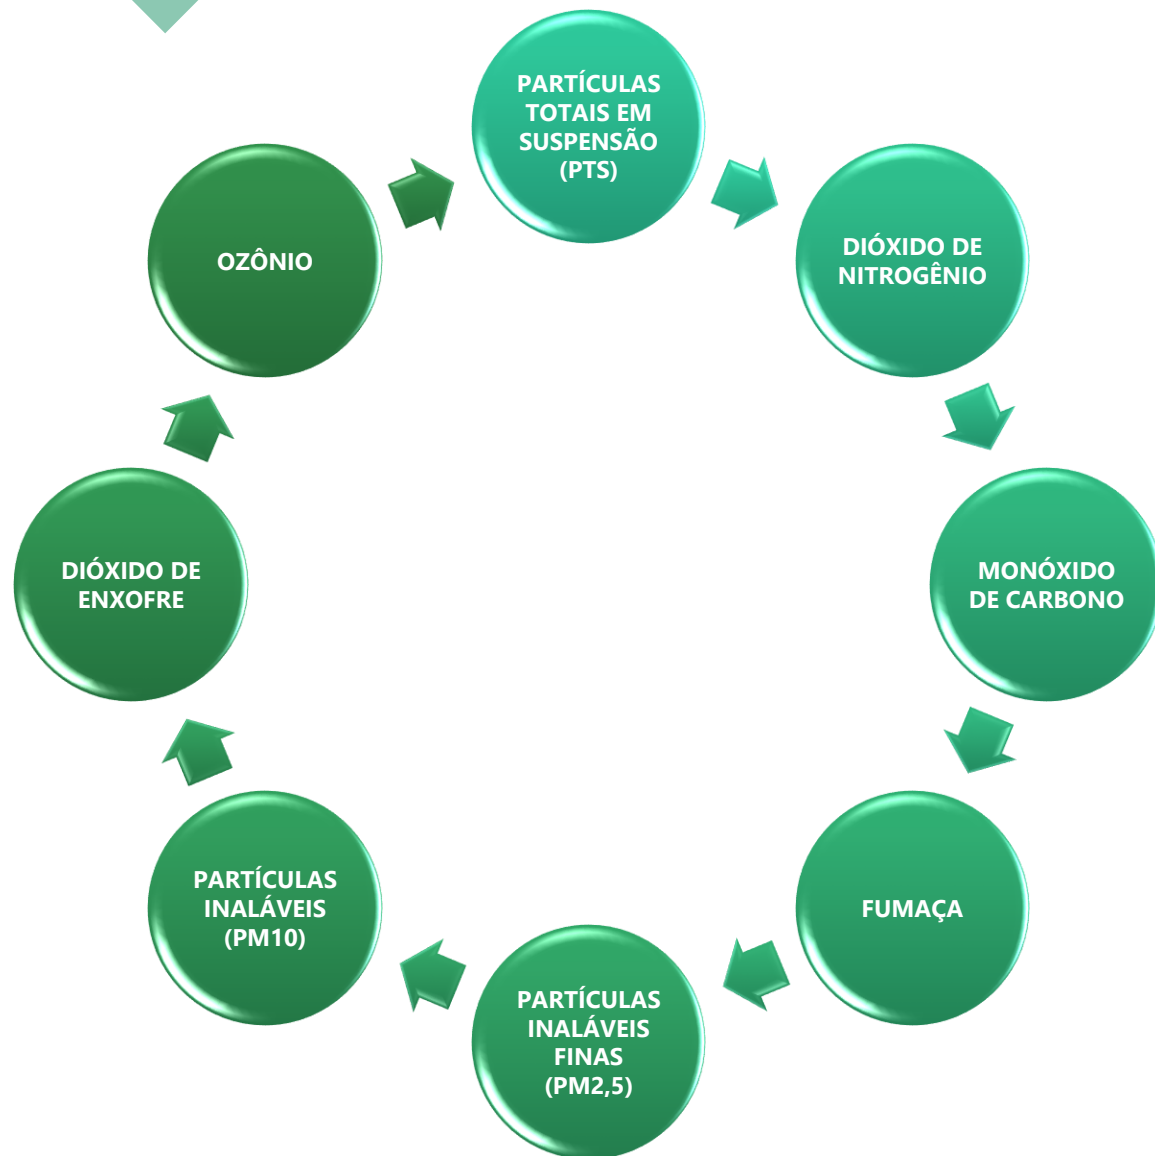 PARTÍCULAS
TOTAIS EM
SUSPENSÃO
(PTS)
DIÓXIDO DE
NITROGÊNIO
MONÓXIDO
DE CARBONO
FUMAÇA
PARTÍCULAS
INALÁVEIS
FINAS
(PM2,5)
PARTÍCULAS
INALÁVEIS
(PM10)
DIÓXIDO DE
ENXOFRE
OZÔNIO